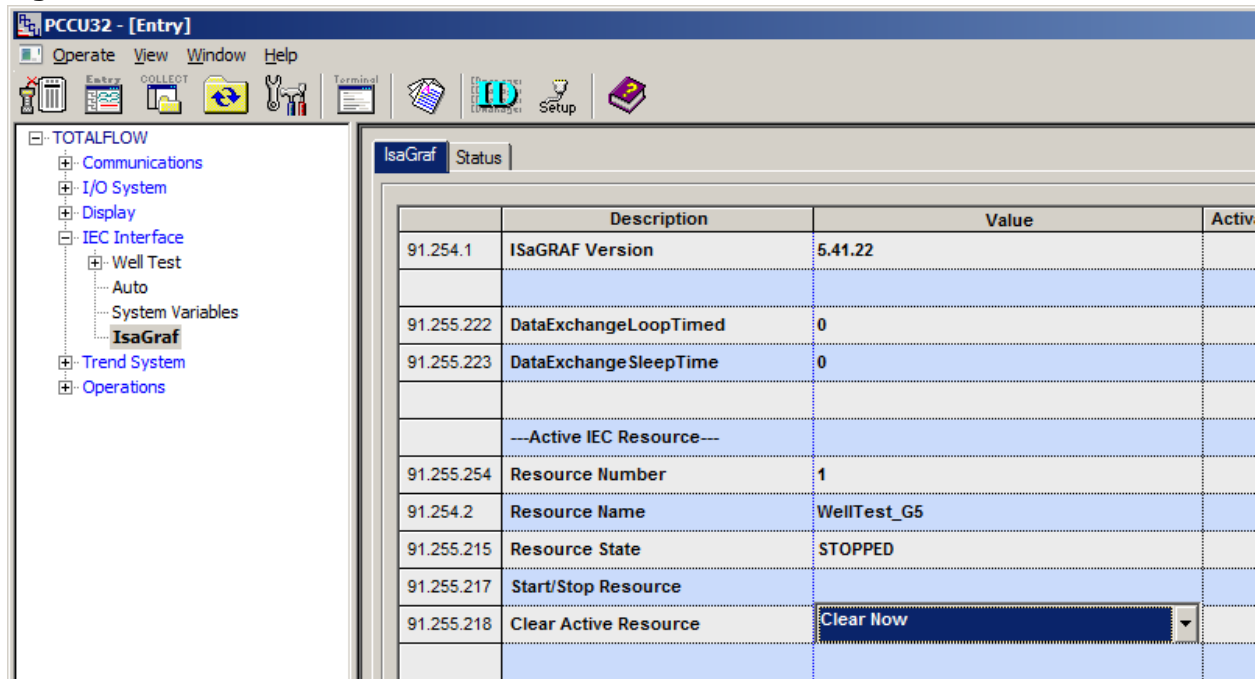 PCCU32 - [Entry]
Operate View Window Help
Entry COLLECT Terminal ID Setup
TOTALFLOW
Communications
I/O System
Display
IEC Interface
Well Test
Auto
System Variables
IsaGraf
Trend System
Operations
IsaGraf Status
Description Value Activ
91.254.1 ISaGRAF Version 5.41.22
91.255.222 DataExchangeLoopTimed 0
91.255.223 DataExchangeSleepTime 0
---Active IEC Resource---
91.255.254 Resource Number 1
91.254.2 Resource Name WellTest_G5
91.255.215 Resource State STOPPED
91.255.217 Start/Stop Resource
91.255.218 Clear Active Resource Clear Now